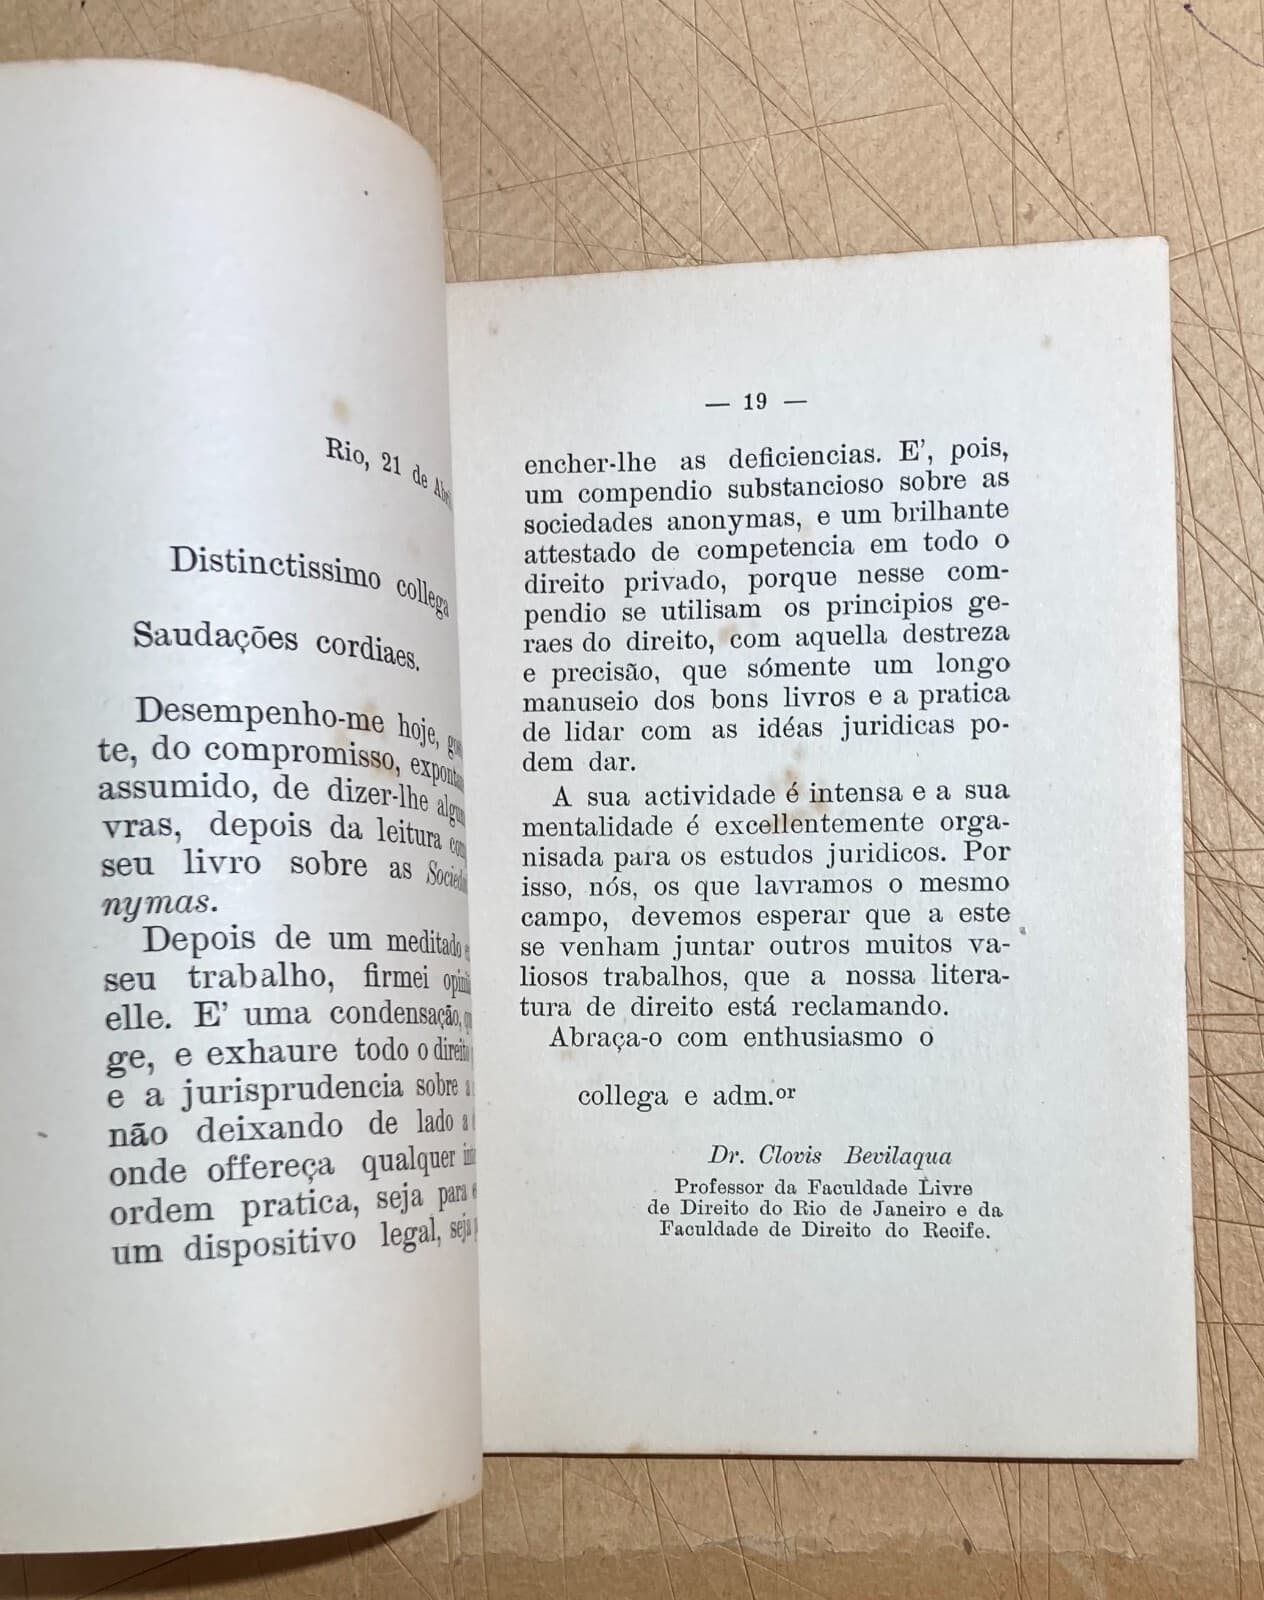 Rio, 21 de
Distinctissimo collega
Saudações cordiaes.
Desempenho-me hoje,
te, do compromisso,
assumido, de dizer-lhe
vras, depois da leitura
seu livro sobre as
nymas.
Depois de um meditado
seu trabalho, firmei
elle. E' uma condensação,
ge, e exhaure todo o direito
e a jurisprudencia sobre a
não deixando de lado a
onde offereça qualquer
ordem pratica, seja para
um dispositivo legal, seja
— 19 —
encher-lhe as deficiencias. E', pois,
um compendio substancioso sobre as
sociedades anonymas, e um brilhante
attestado de competencia em todo o
direito privado, porque nesse com-
pendio se utilisam os principios ge-
raes do direito, com aquella destreza
e precisão, que sómente um longo
manuseio dos bons livros e a pratica
de lidar com as idéas juridicas po-
dem dar.
A sua actividade é intensa e a sua
mentalidade é excellentemente orga-
nisada para os estudos juridicos. Por
isso, nós, os que lavramos o mesmo
campo, devemos esperar que a este
se venham juntar outros muitos va-
liosos trabalhos, que a nossa litera-
tura de direito está reclamando.
Abraça-o com enthusiasmo o
collega e adm.or
Dr. Clovis Bevilaqua
Professor da Faculdade Livre
de Direito do Rio de Janeiro e da
Faculdade de Direito do Recife.